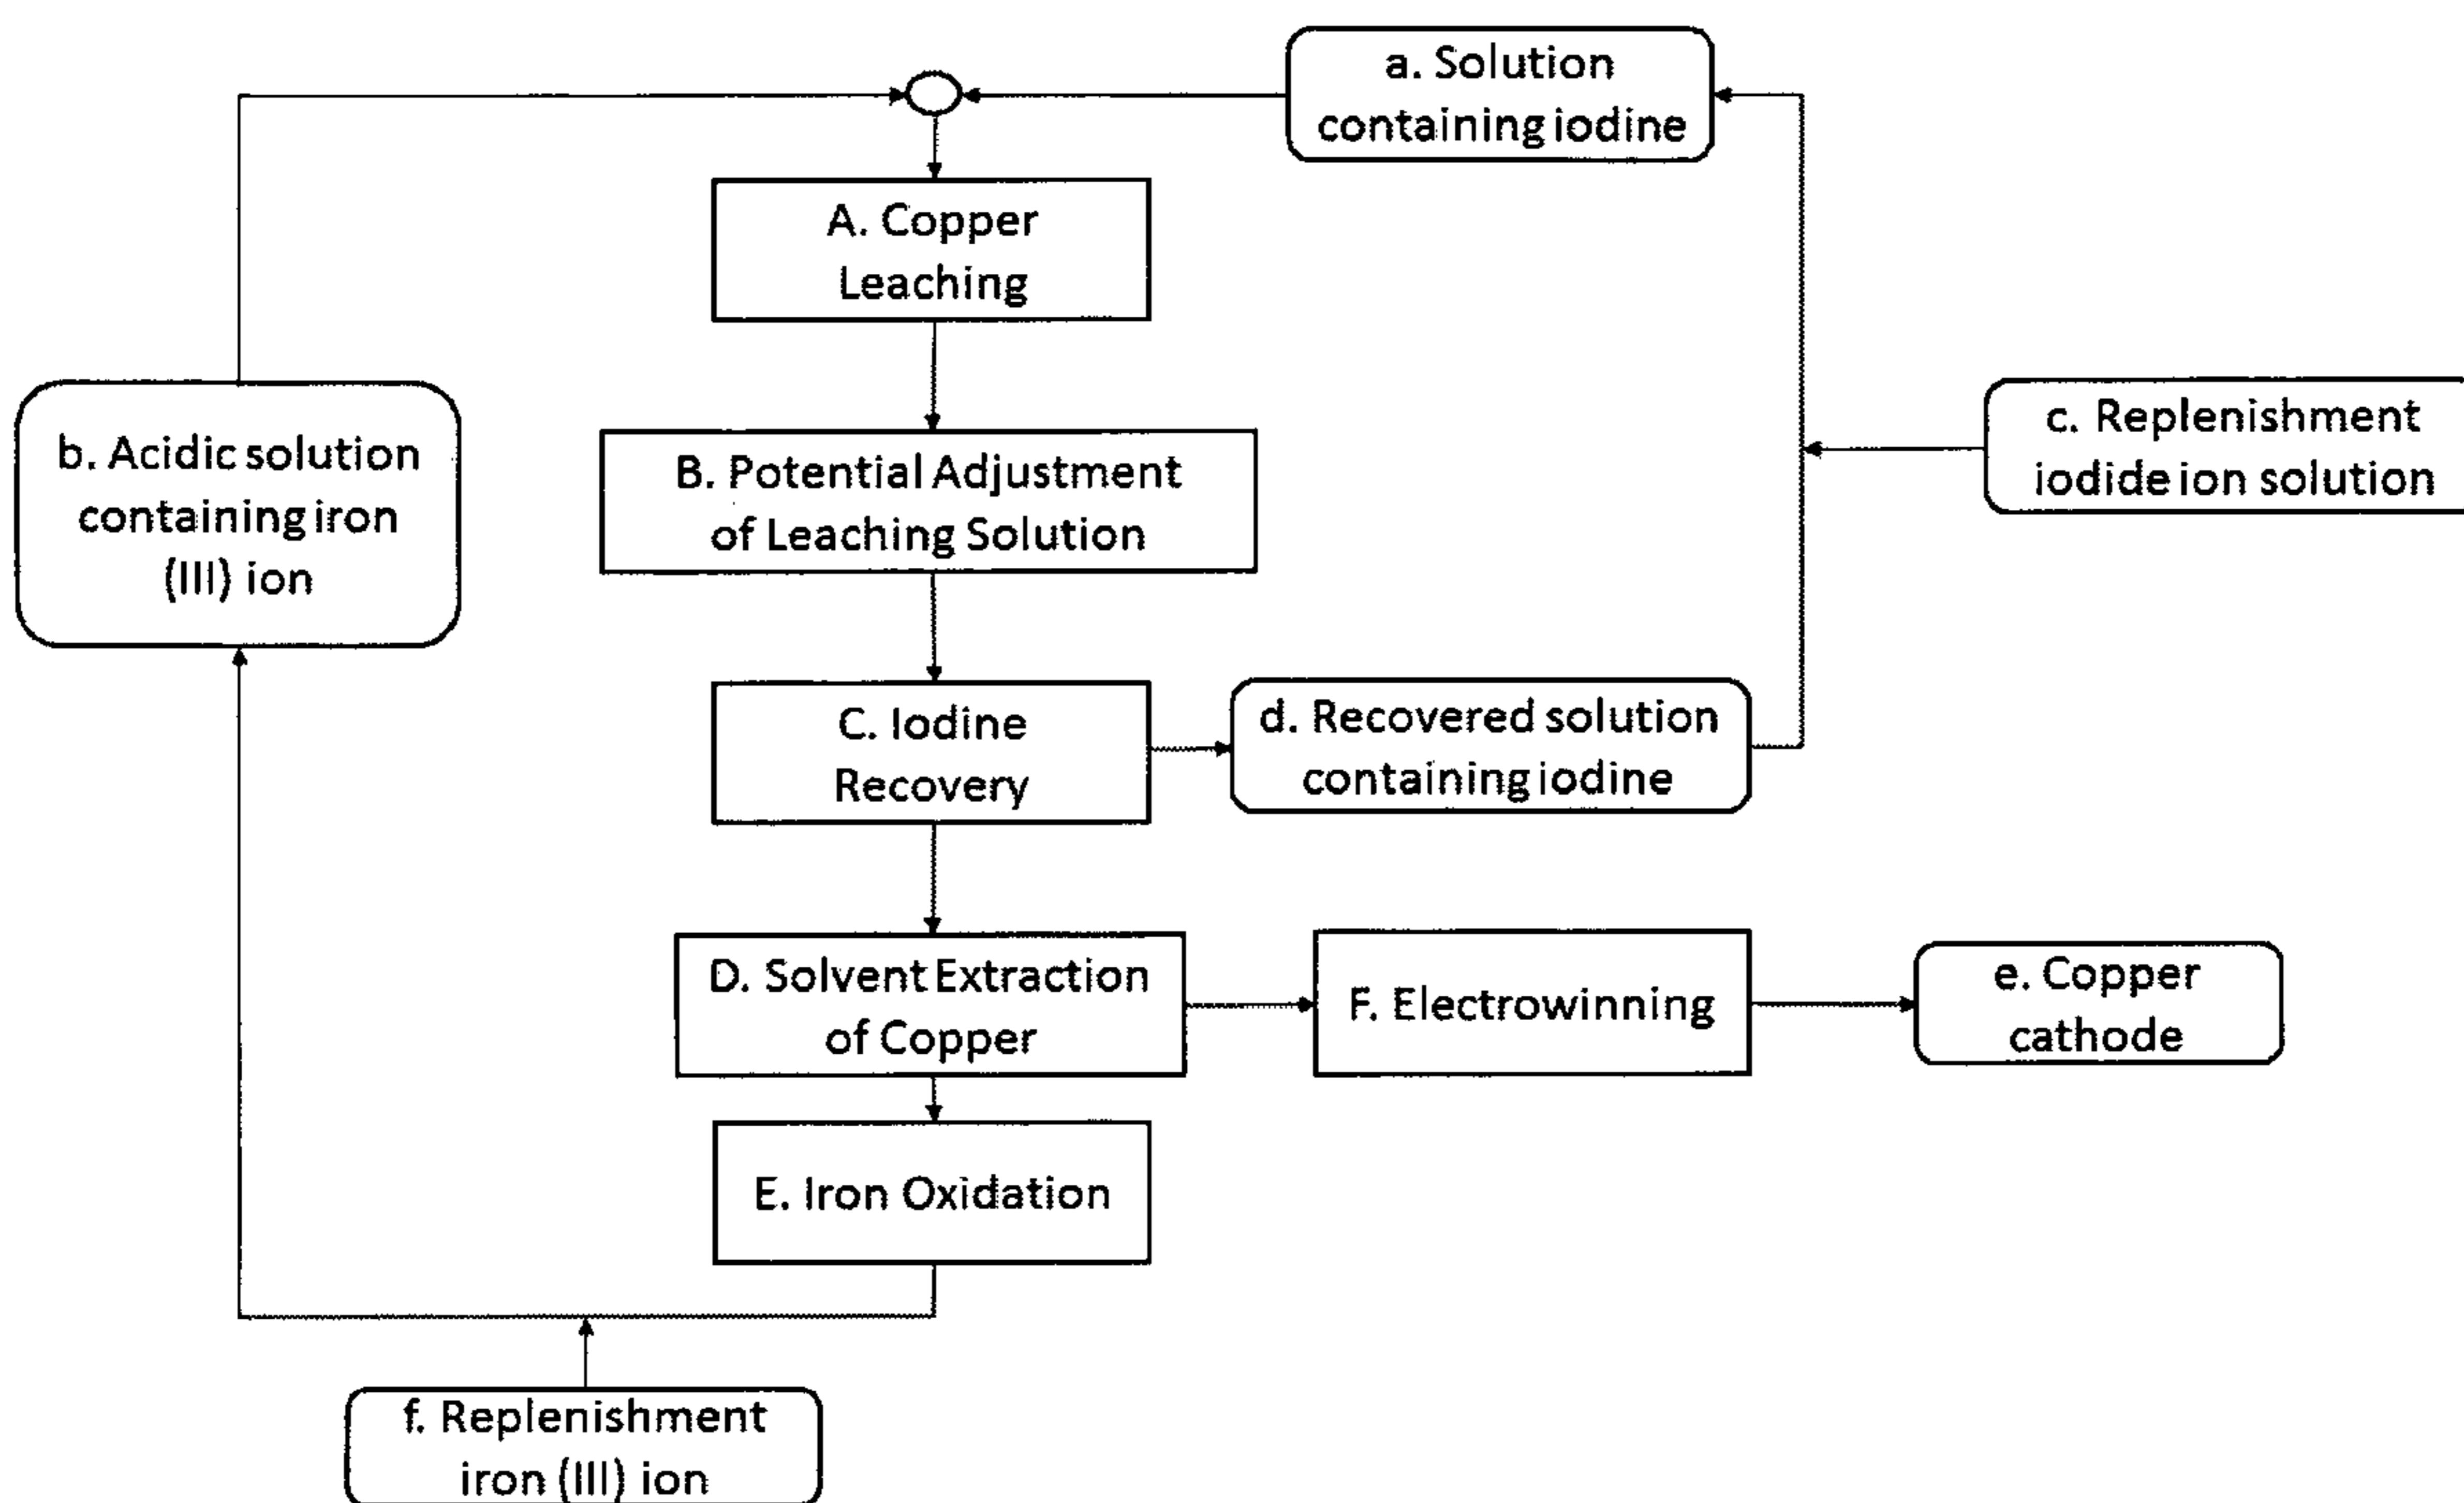 a. Solution
containing iodine
A. Copper
Leaching
b. Acidic solution
containing iron
(III) ion
B. Potential Adjustment
of Leaching Solution
c. Replenishment
iodide ion solution
C. Iodine
Recovery
d. Recovered solution
containing iodine
D. Solvent Extraction
of Copper
F. Electrowinning
e. Copper
cathode
E. Iron Oxidation
f. Replenishment
iron (III) ion